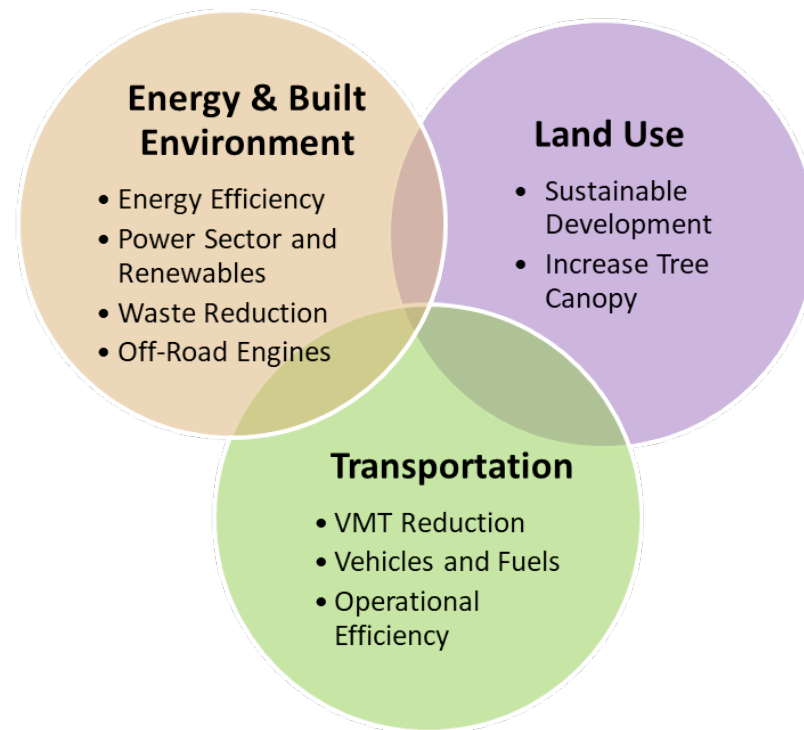 Energy & Built
Environment
• Energy Efficiency
• Power Sector and
Renewables
• Waste Reduction
• Off-Road Engines
Land Use
• Sustainable
Development
• Increase Tree
Canopy
Transportation
• VMT Reduction
• Vehicles and Fuels
• Operational
Efficiency